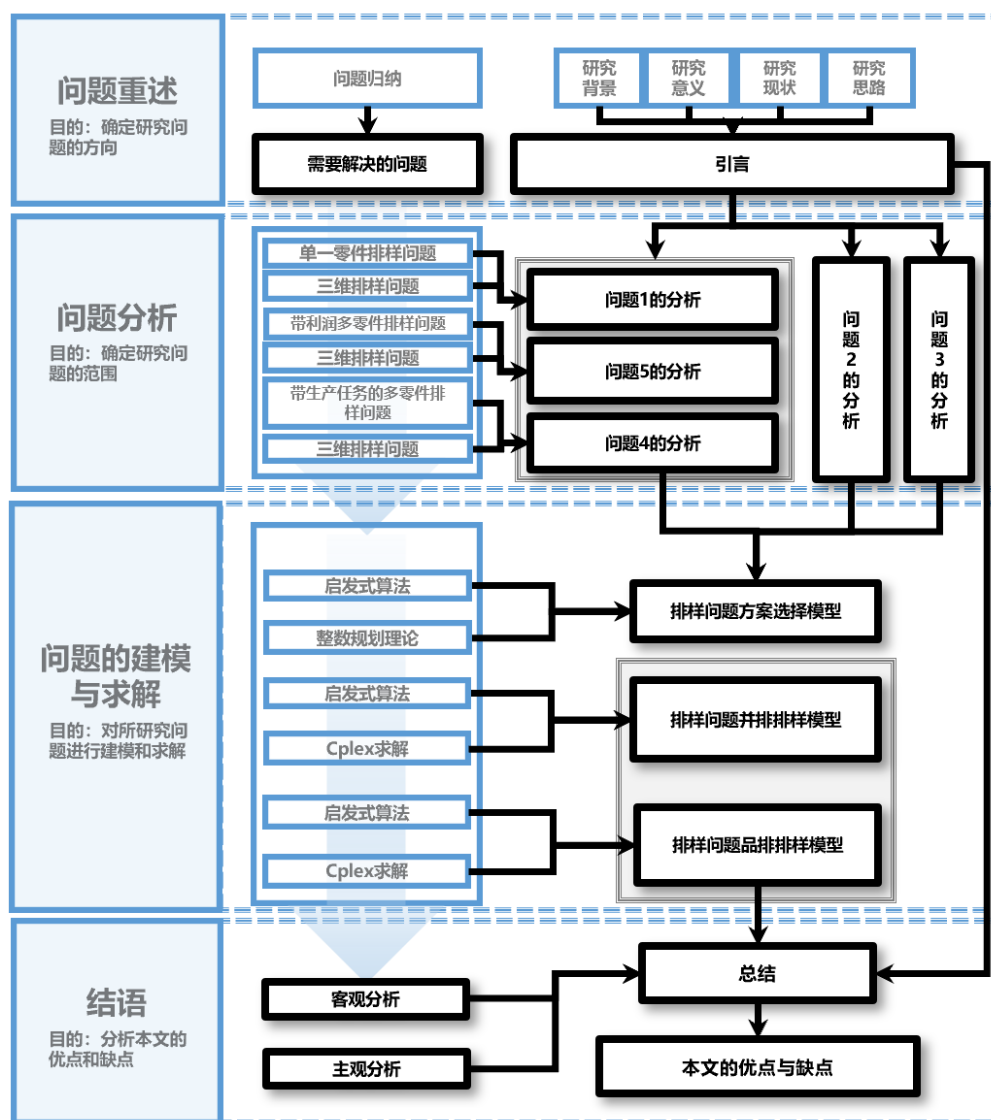 问题重述
目的：确定研究问
题的方向
问题归纳
需要解决的问题
研究
背景
研究
意义
研究
现状
研究
思路
引言
问题分析
目的：确定研究问
题的范围
单一零件排样问题
三维排样问题
带利润多零件排样问题
三维排样问题
带生产任务的多零件排
样问题
三维排样问题
问题1的分析
问题5的分析
问题4的分析
问
题
2
的
分
析
问
题
3
的
分
析
问题的建模
与求解
目的：对所研究问
题进行建模和求解
启发式算法
整数规划理论
启发式算法
Cplex求解
启发式算法
Cplex求解
排样问题方案选择模型
排样问题并排排样模型
排样问题品排排样模型
结语
目的：分析本文的
优点和缺点
客观分析
主观分析
总结
本文的优点与缺点